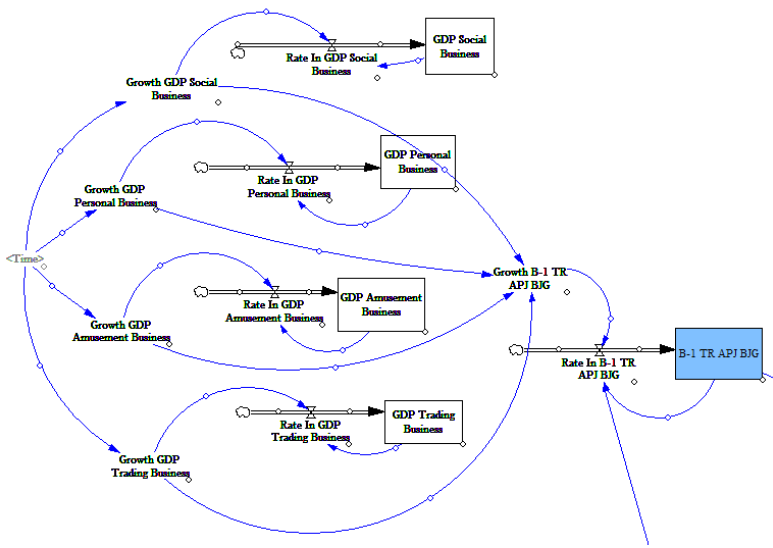 GDP Social
Business
Rate In GDP Social
Business
Growth GDP Social
Business
GDP Personal
Business
Rate In GDP
Personal Business
Growth GDP
Personal Business
<Time>
Growth B-1 TR
APJ BJG
GDP Amusement
Business
Rate In GDP
Amusement Business
Growth GDP
Amusement Business
B-1 TR APJ BJG
Rate In B-1 TR
APJ BJG
GDP Trading
Business
Rate In GDP
Trading Business
Growth GDP
Trading Business